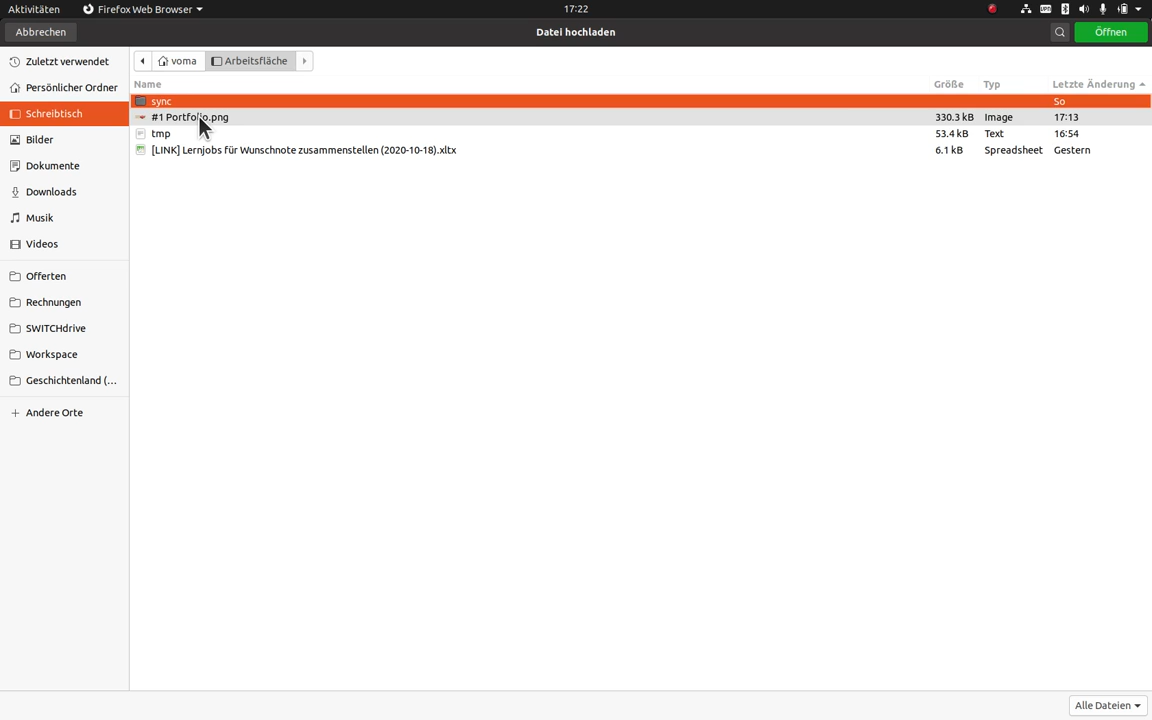 Aktivitäten Firefox Web Browser 17:22
Abbrechen Datei hochladen Öffnen
Zuletzt verwendet voma Arbeitsfläche
Persönlicher Ordner Name Größe Typ Letzte Änderung
sync So
Schreibtisch #1 Portfolio.png 330.3 kB Image 17:13
tmp 53.4 kB Text 16:54
Bilder [LINK] Lernjobs für Wunschnote zusammenstellen (2020-10-18).xltx 6.1 kB Spreadsheet Gestern
Dokumente
Downloads
Musik
Videos
Offerten
Rechnungen
SWITCHdrive
Workspace
Geschichtenland (...
Andere Orte
Alle Dateien